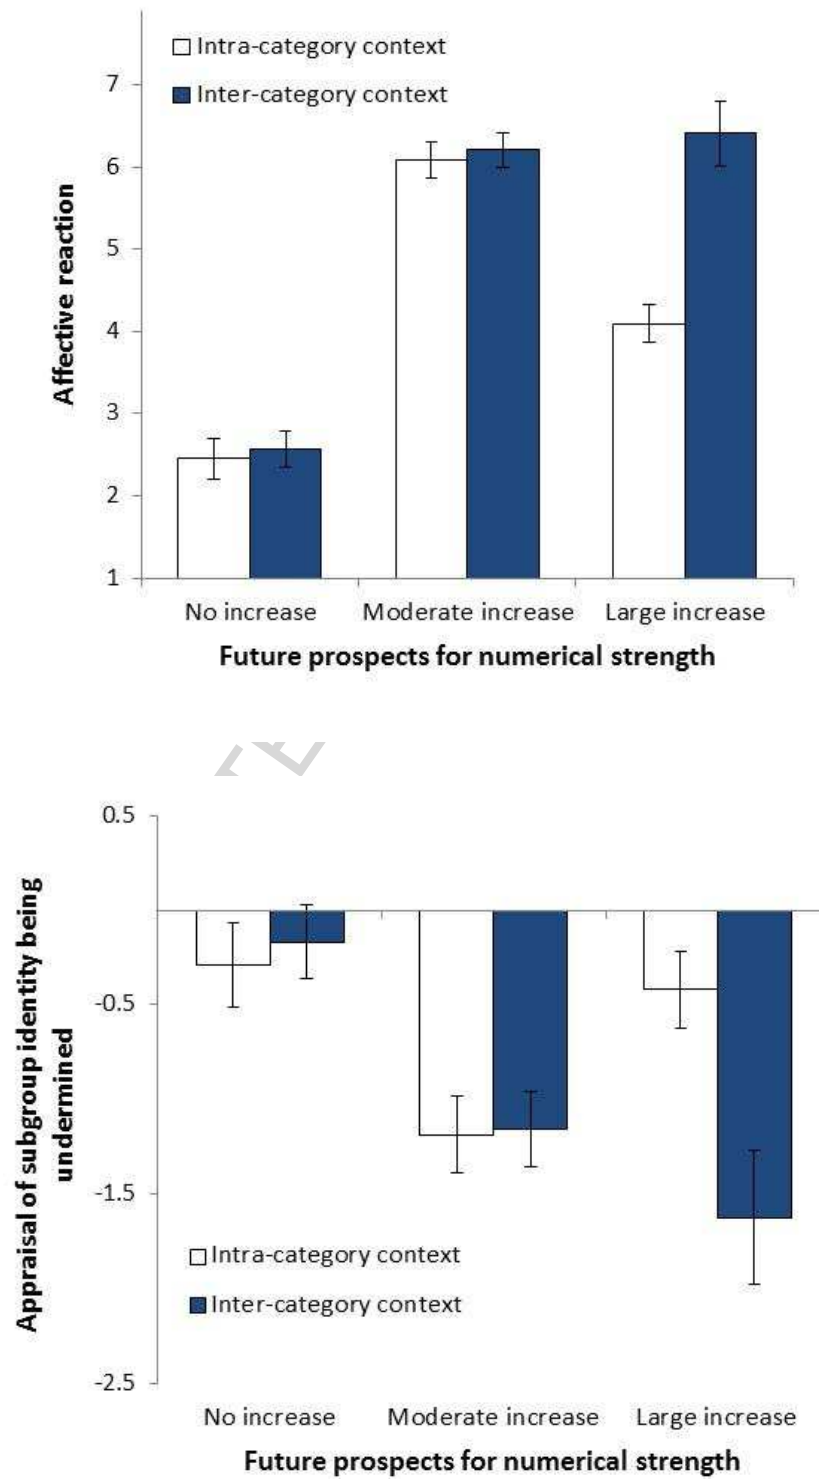 Intra-category context
Inter-category context
7
6
5
4
3
2
1
Affective reaction
No increase Moderate increase Large increase
Future prospects for numerical strength
0.5
-0.5
-1.5
-2.5
Appraisal of subgroup identity being
undermined
Intra-category context
Inter-category context
No increase Moderate increase Large increase
Future prospects for numerical strength